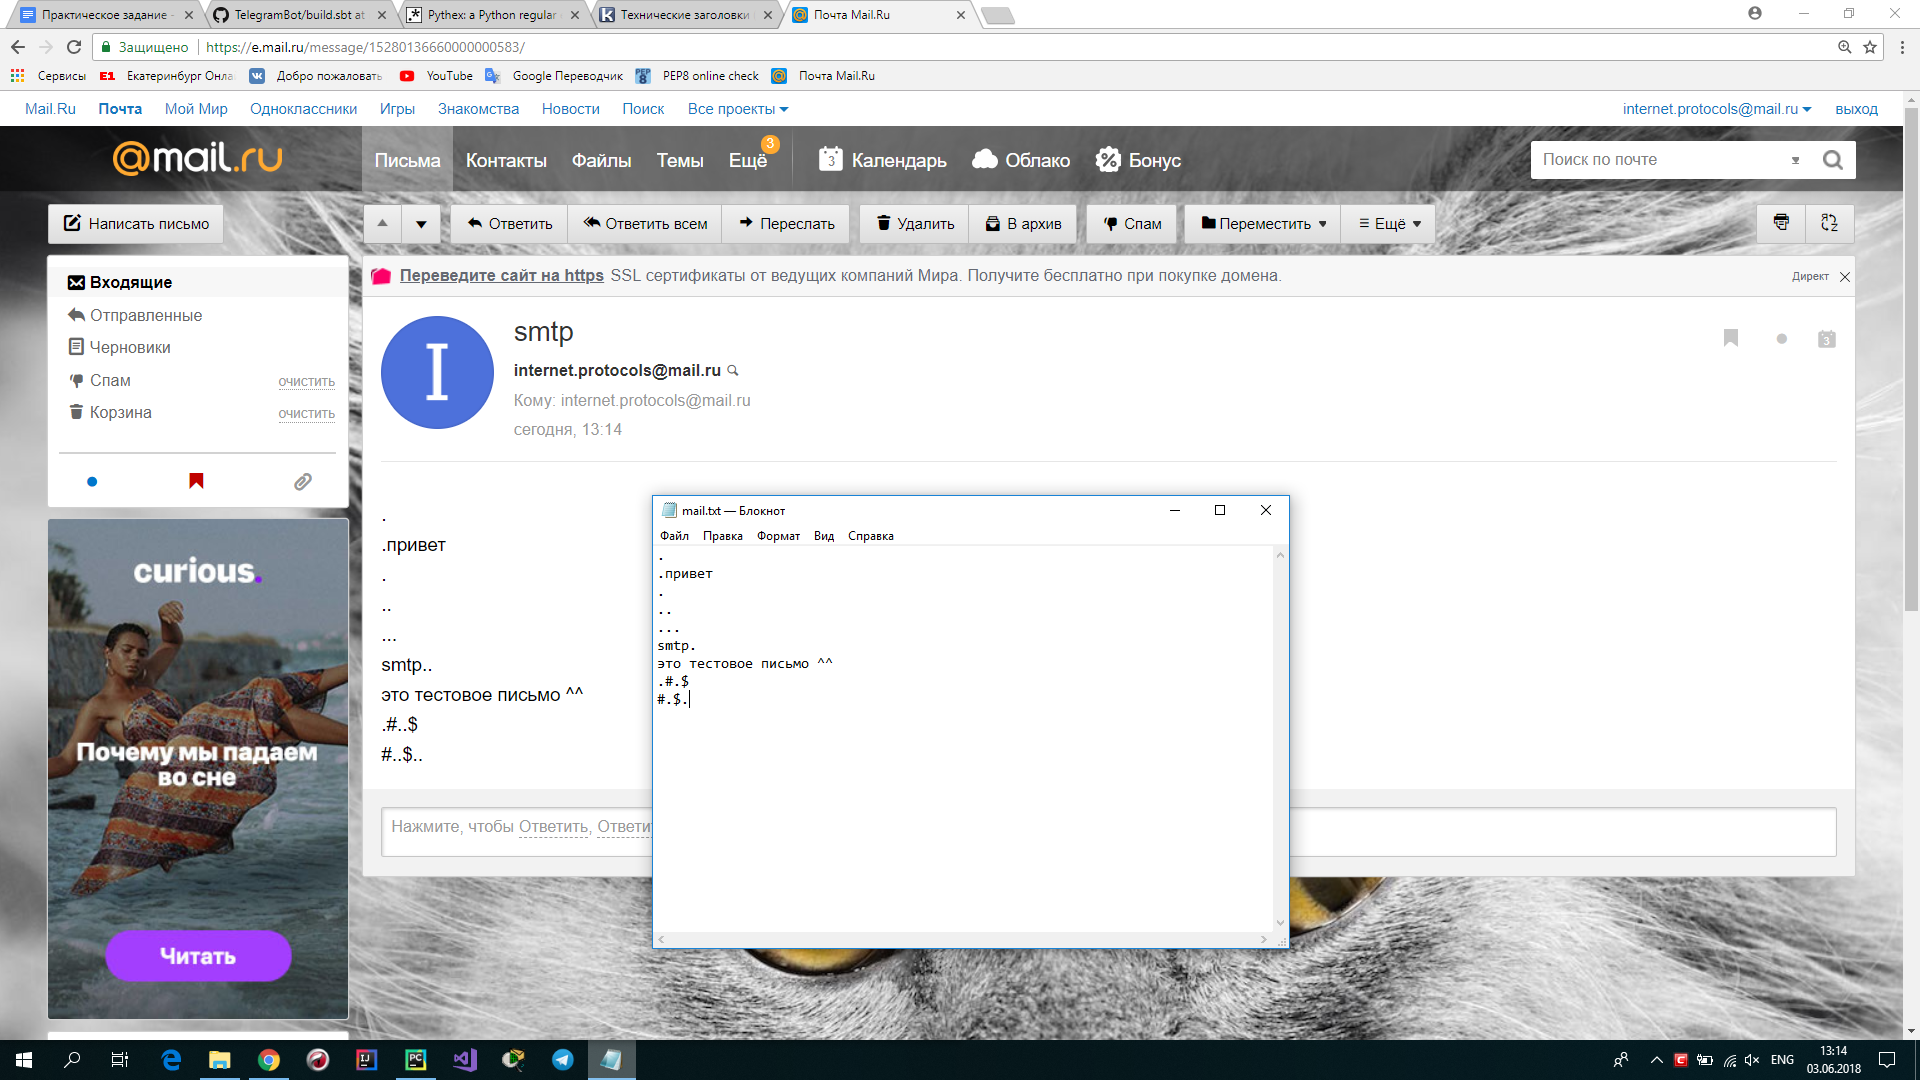 Практическое задание -
TelegramBot/build.sbt at
Pythex: a Python regular e
Технические заголовки
Почта Mail.Ru
Защищено
https://e.mail.ru/message/15280136660000000583/
Сервисы
E1
Екатеринбург Онла
Добро пожаловать
YouTube
Google Переводчик
PEP8 online check
Почта Mail.Ru
Mail.Ru
Почта
Мой Мир
Одноклассники
Игры
Знакомства
Новости
Поиск
Все проекты
internet.protocols@mail.ru
выход
@mail.ru
Письма
Контакты
Файлы
Темы
Ещё
3
3
Календарь
Облако
Бонус
Поиск по почте
Написать письмо
Ответить
Ответить всем
Переслать
Удалить
В архив
Спам
Переместить
Ещё
Входящие
Отправленные
Черновики
Спам
очистить
Корзина
очистить
Переведите сайт на https SSL сертификаты от ведущих компаний Мира. Получите бесплатно при покупке домена.
Директ
I
smtp
internet.protocols@mail.ru
Кому: internet.protocols@mail.ru
сегодня, 13:14
3
.
.привет
.
..
...
smtp..
это тестовое письмо ^^
.#..$
#..$..
Нажмите, чтобы Ответить, Ответит
mail.txt — Блокнот
Файл
Правка
Формат
Вид
Справка
.
.привет
.
..
...
smtp.
это тестовое письмо ^^
.#.$
#.$.
curious.
Почему мы падаем
во сне
Читать
ENG
13:14
03.06.2018